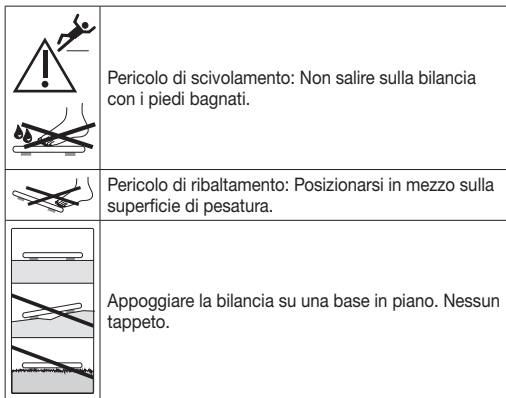 Pericolo di scivolamento: Non salire sulla bilancia
con i piedi bagnati.
Pericolo di ribaltamento: Posizionarsi in mezzo sulla
superficie di pesatura.
Appoggiare la bilancia su una base in piano. Nessun
tappeto.